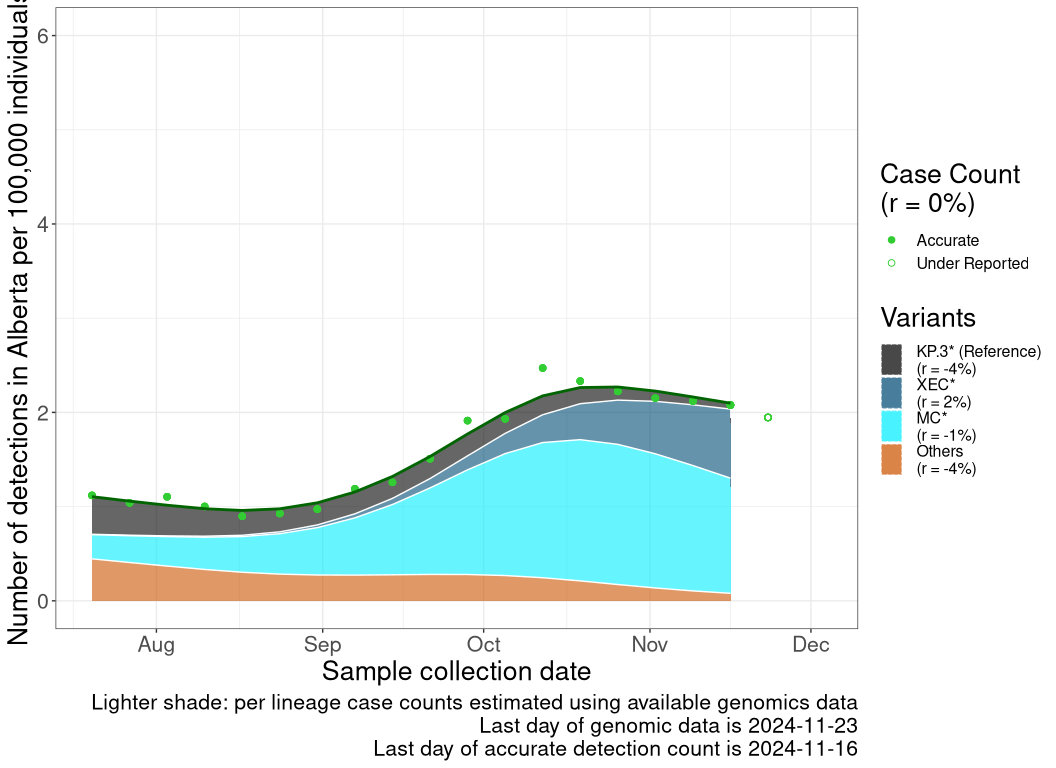 Number of detections in Alberta per 100,000 individuals
6
4
2
0
Aug Sep Oct Nov Dec
Sample collection date
Lighter shade: per lineage case counts estimated using available genomics data
Last day of genomic data is 2024-11-23
Last day of accurate detection count is 2024-11-16
Case Count
(r = 0%)
Accurate
Under Reported
Variants
KP.3* (Reference)
(r = -4%)
XEC*
(r = 2%)
MC*
(r = -1%)
Others
(r = -4%)